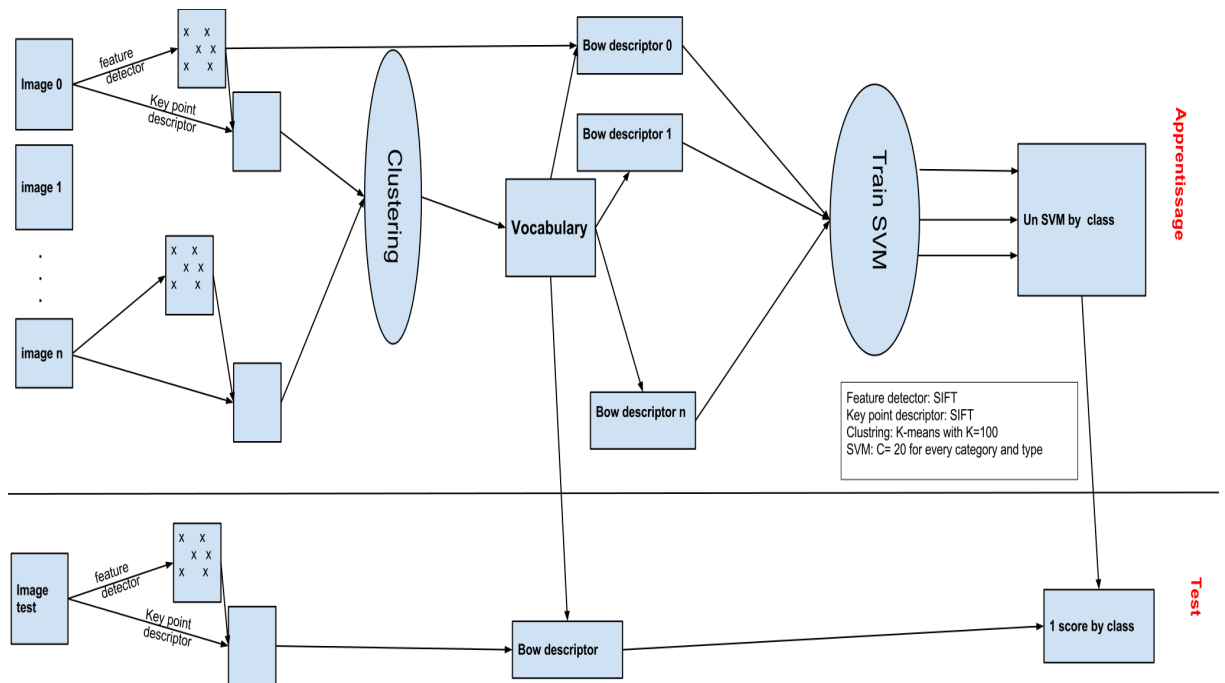 Image 0
feature
detector
x x
x x
x x
Key point
descriptor
image 1
.
.
.
image n
x x
x x
x x
Clustering
Vocabulary
Bow descriptor 0
Bow descriptor 1
Bow descriptor n
Train SVM
Un SVM by class
Apprentissage
Feature detector: SIFT
Key point descriptor: SIFT
Clustring: K-means with K=100
SVM: C= 20 for every category and type
Image
test
feature
detector
x x
x x
x x
Key point
descriptor
Bow descriptor
1 score by class
Test